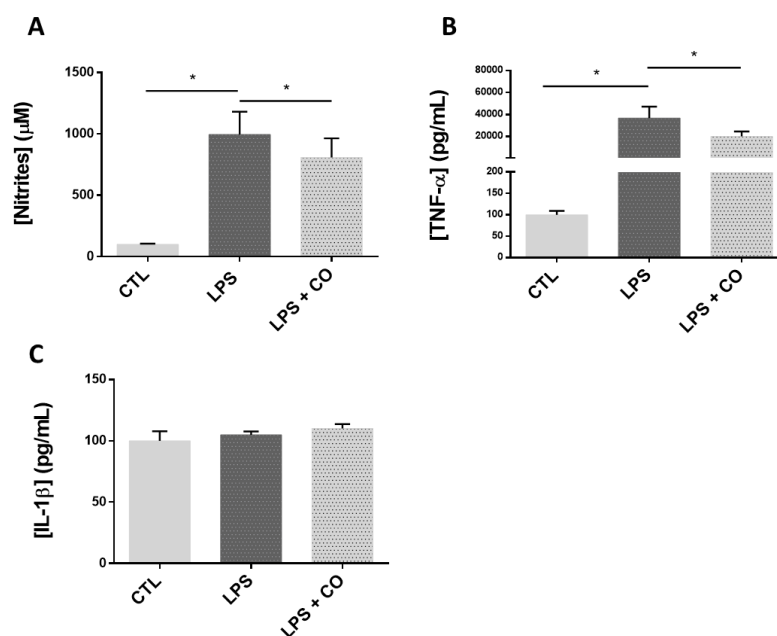 A
[Nitrites] (µM)
1500
1000
500
0
*
*
CTL
LPS
LPS + CO
B
[TNF-α] (pg/mL)
80000
60000
40000
20000
200
150
100
50
0
*
*
CTL
LPS
LPS + CO
C
[IL-1β] (pg/mL)
150
100
50
0
CTL
LPS
LPS + CO